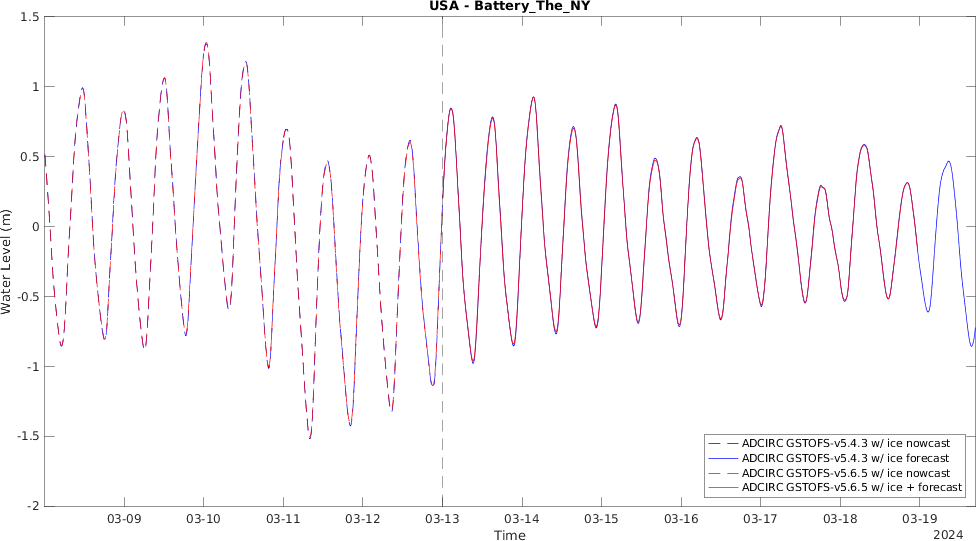 USA - Battery_The_NY
1.5
1
0.5
0
-0.5
-1
-1.5
-2
Water Level (m)
ADCIRC GSTOFS-v5.4.3 w/ ice nowcast
ADCIRC GSTOFS-v5.4.3 w/ ice forecast
ADCIRC GSTOFS-v5.6.5 w/ ice nowcast
ADCIRC GSTOFS-v5.6.5 w/ ice + forecast
03-09 03-10 03-11 03-12 03-13 03-14 03-15 03-16 03-17 03-18 03-19
Time
2024